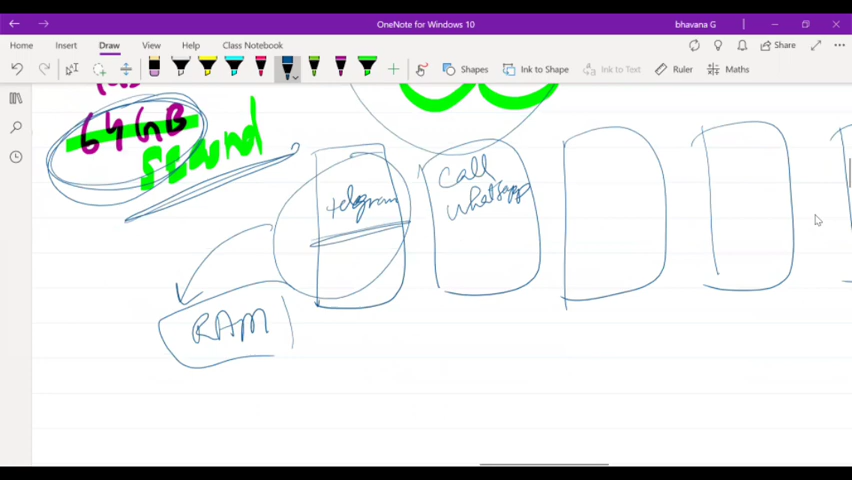 OneNote for Windows 10
bhavana G
Home Insert Draw View Help Class Notebook
Share
Shapes
Ink to Shape
Ink to Text
Ruler
Maths
64GB
Second
telegram
call
whatsapp
RAM